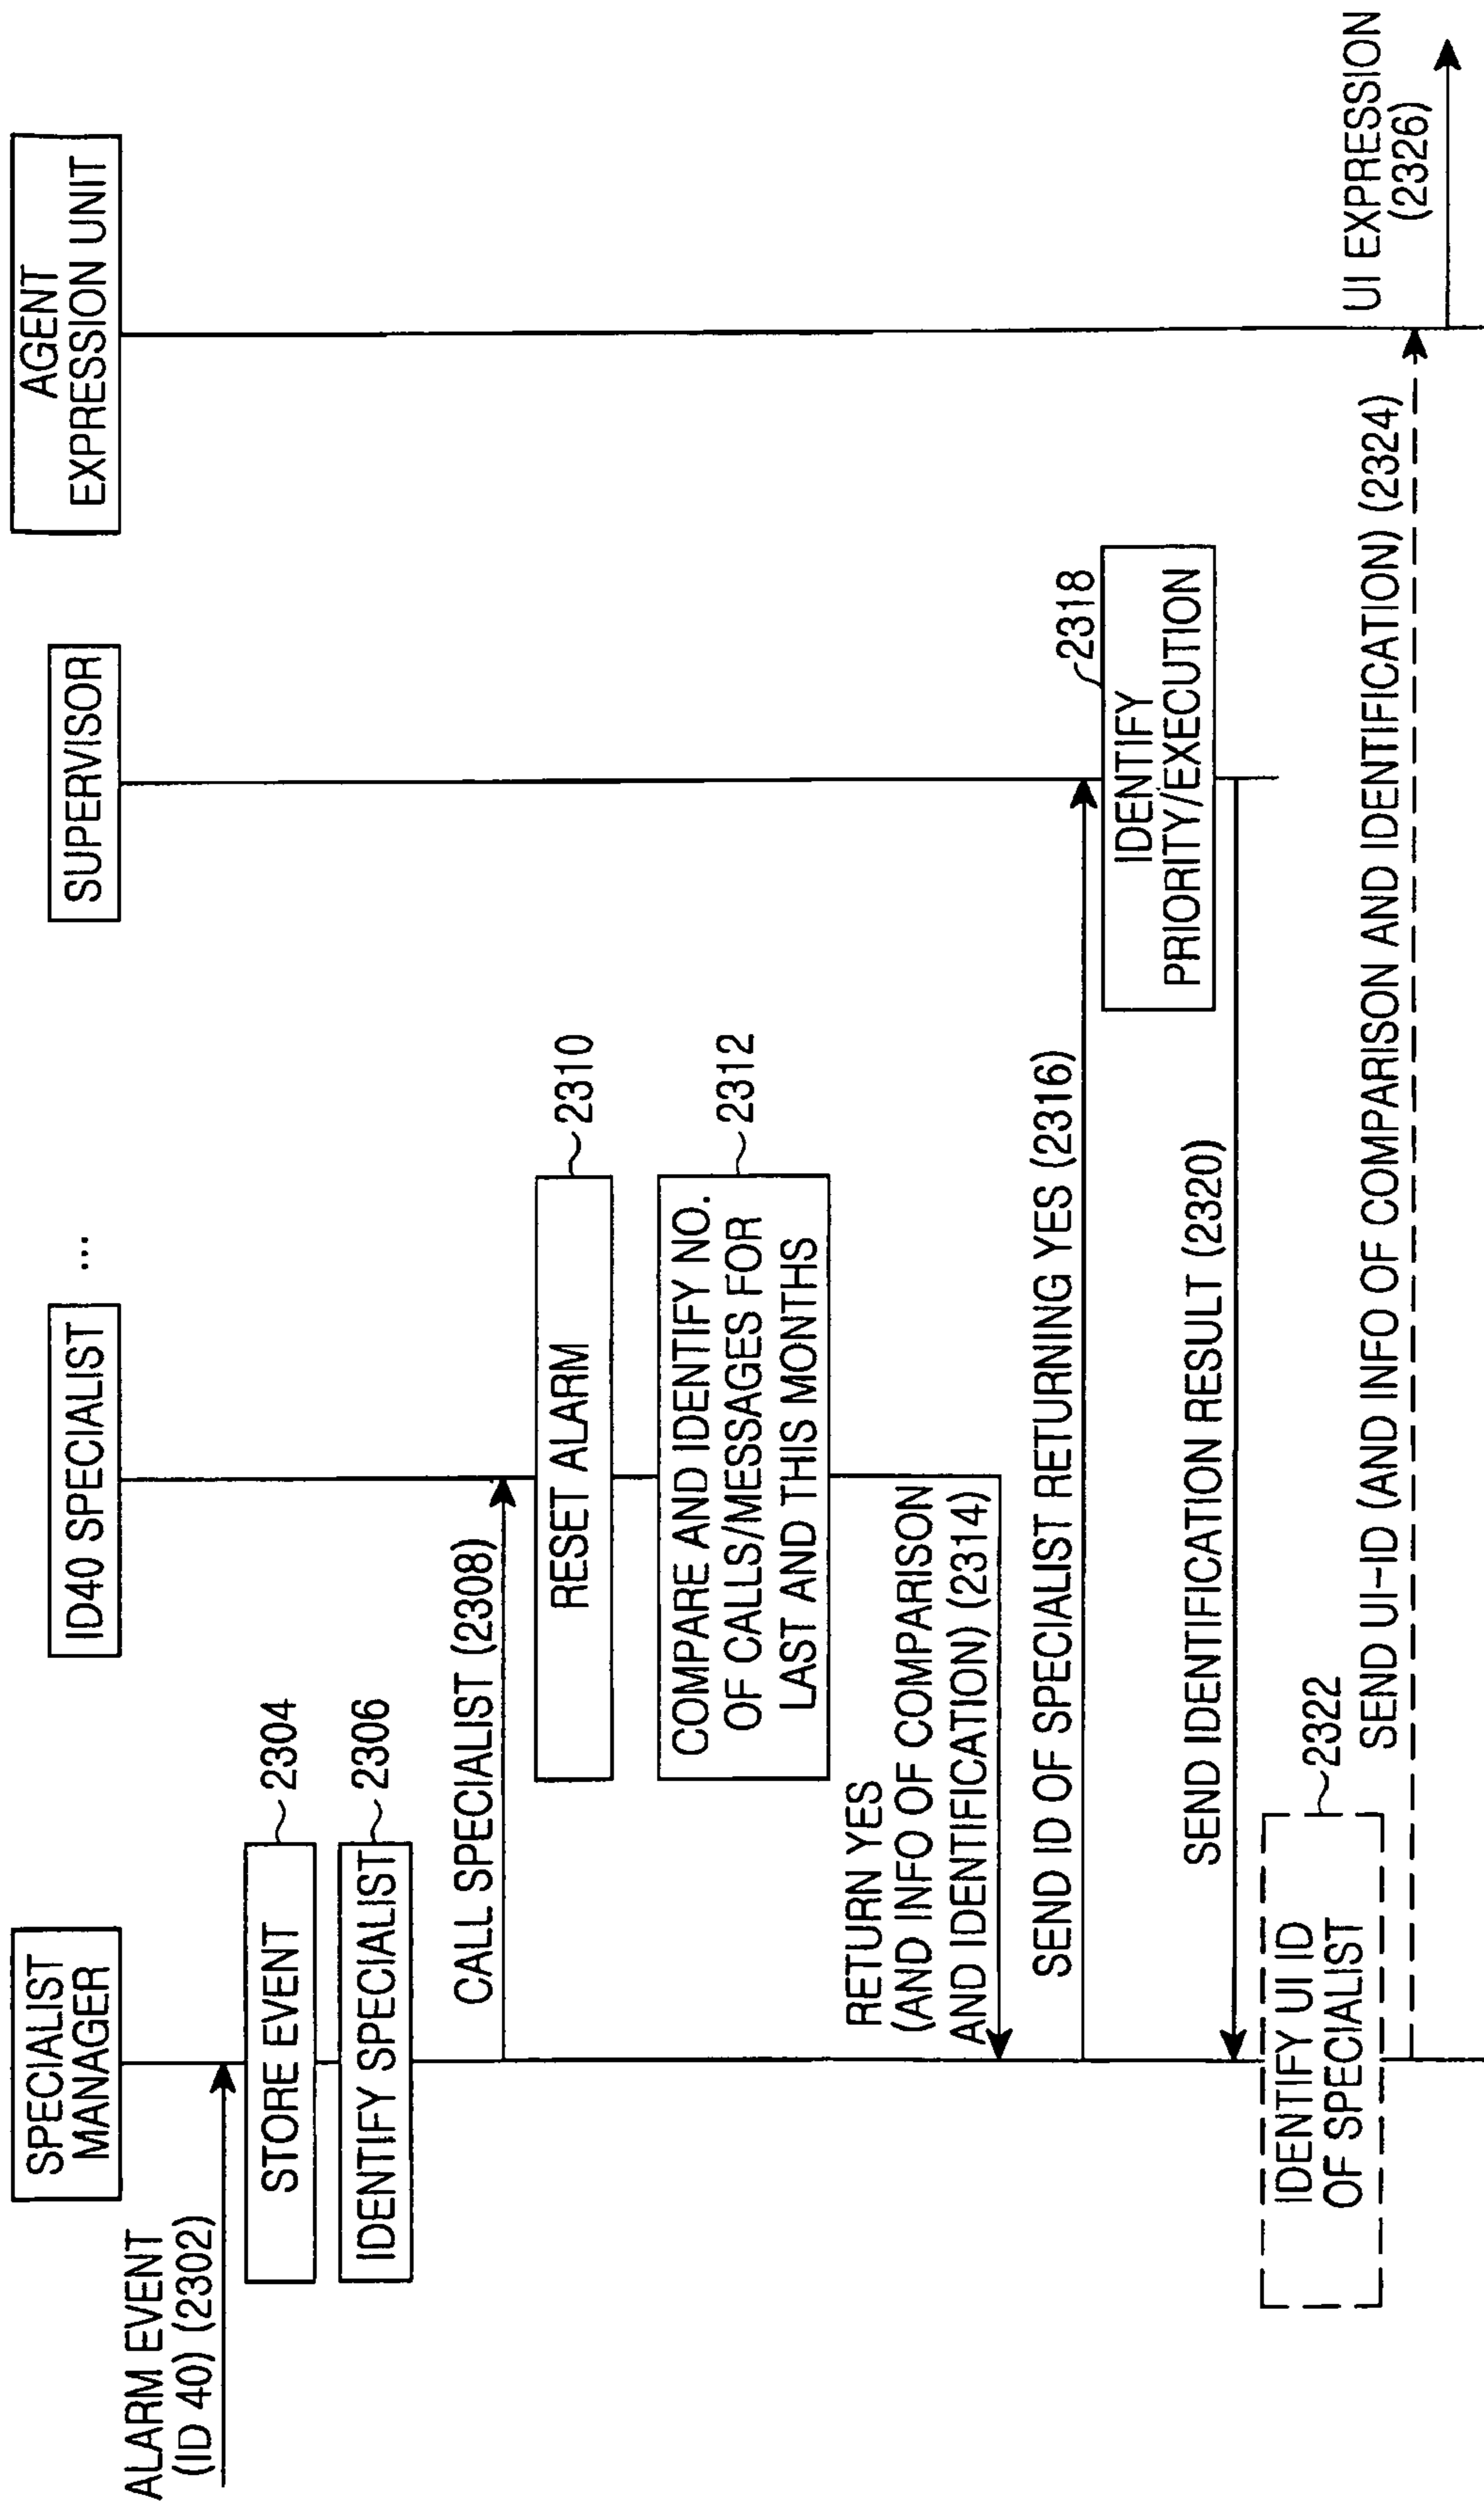 SPECIALIST
MANAGER
ID40 SPECIALIST
...
SUPERVISOR
AGENT
EXPRESSION UNIT
ALARM EVENT
(ID 40) (2302)
STORE EVENT
2304
IDENTIFY SPECIALIST
2306
CALL SPECIALIST (2308)
RESET ALARM
2310
COMPARE AND IDENTIFY NO.
OF CALLS/MESSAGES FOR
LAST AND THIS MONTHS
2312
RETURN YES
(AND INFO OF COMPARISON
AND IDENTIFICATION) (2314)
SEND ID OF SPECIALIST RETURNING YES (2316)
IDENTIFY
PRIORITY/EXECUTION
2318
SEND IDENTIFICATION RESULT (2320)
IDENTIFY UI ID
OF SPECIALIST
2322
SEND UI-ID (AND INFO OF COMPARISON AND IDENTIFICATION) (2324)
UI EXPRESSION
(2326)